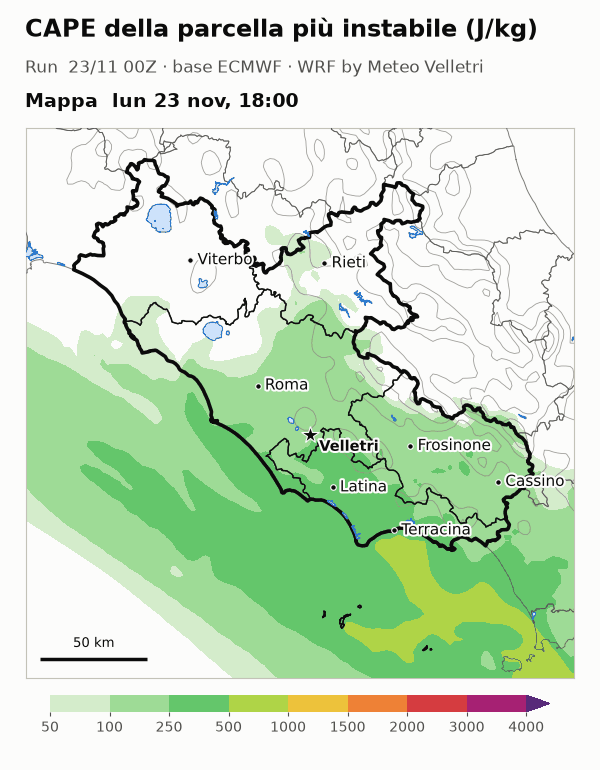 CAPE della parcella più instabile (J/kg)
Run  23/11 00Z · base ECMWF · WRF by Meteo Velletri
Mappa  lun 23 nov, 18:00
Viterbo
Rieti
Roma
Velletri
Frosinone
Latina
Cassino
Terracina
50 km
50 100 250 500 1000 1500 2000 3000 4000